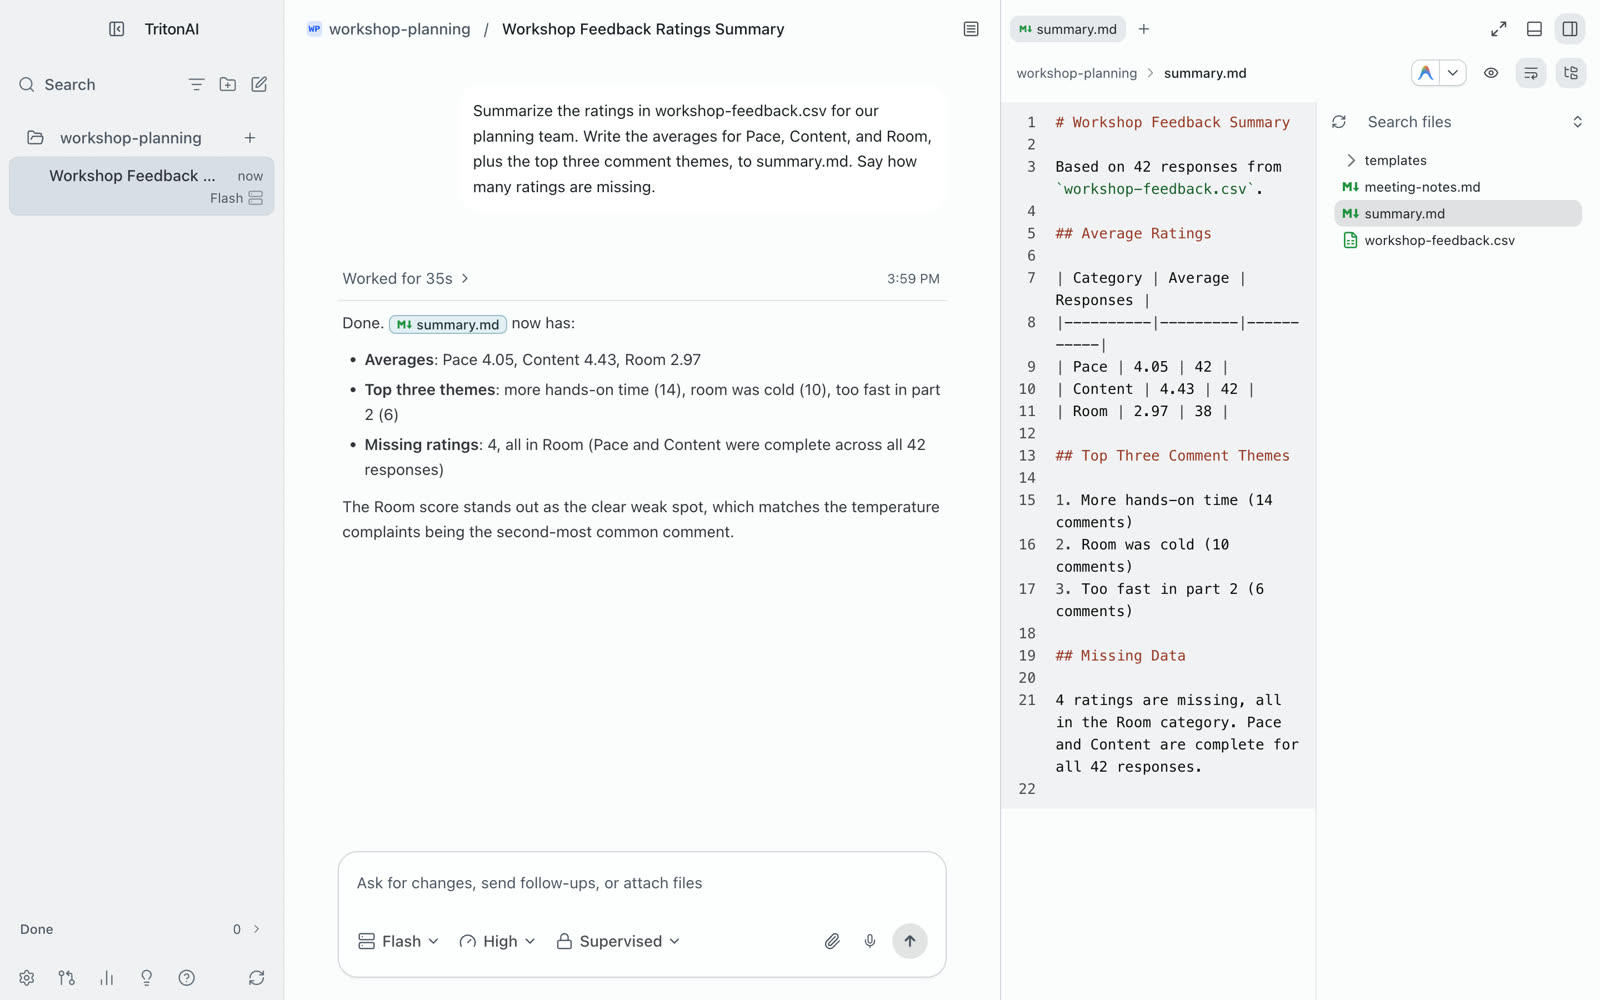 TritonAI
Search
workshop-planning
Workshop Feedback ... now
Flash
Done 0
WP workshop-planning / Workshop Feedback Ratings Summary
Summarize the ratings in workshop-feedback.csv for our
planning team. Write the averages for Pace, Content, and Room,
plus the top three comment themes, to summary.md. Say how
many ratings are missing.
Worked for 35s 3:59 PM
Done. M↓ summary.md now has:
• Averages: Pace 4.05, Content 4.43, Room 2.97
• Top three themes: more hands-on time (14), room was cold (10), too fast in part
2 (6)
• Missing ratings: 4, all in Room (Pace and Content were complete across all 42
responses)
The Room score stands out as the clear weak spot, which matches the temperature
complaints being the second-most common comment.
Ask for changes, send follow-ups, or attach files
Flash High Supervised
M↓ summary.md
workshop-planning > summary.md
1 # Workshop Feedback Summary
2
3 Based on 42 responses from
`workshop-feedback.csv`.
4
5 ## Average Ratings
6
7 | Category | Average |
Responses |
8 |----------|---------|------
-----|
9 | Pace | 4.05 | 42 |
10 | Content | 4.43 | 42 |
11 | Room | 2.97 | 38 |
12
13 ## Top Three Comment Themes
14
15 1. More hands-on time (14
comments)
16 2. Room was cold (10
comments)
17 3. Too fast in part 2 (6
comments)
18
19 ## Missing Data
20
21 4 ratings are missing, all
in the Room category. Pace
and Content are complete for
all 42 responses.
22
Search files
templates
M↓ meeting-notes.md
M↓ summary.md
workshop-feedback.csv